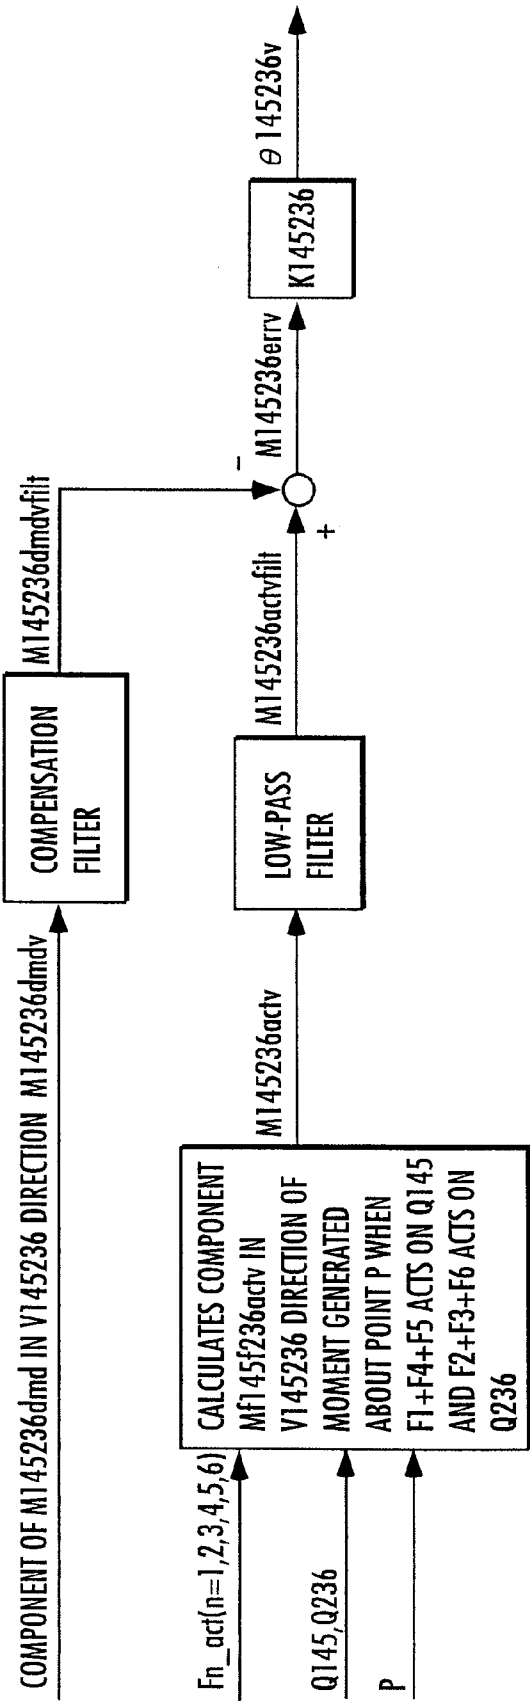 COMPONENT OF M145236dmd IN V145236 DIRECTION M145236dmdv
COMPENSATION
FILTER
M145236dmdvfilt
Fn_act(n=1,2,3,4,5,6)
Q145,Q236
P
CALCULATES COMPONENT
Mf145f236actv IN
V145236 DIRECTION OF
MOMENT GENERATED
ABOUT POINT P WHEN
F1+F4+F5 ACTS ON Q145
AND F2+F3+F6 ACTS ON
Q236
M145236actv
LOW-PASS
FILTER
M145236actvfilt
-
+
M145236errv
K145236
θ 145236v